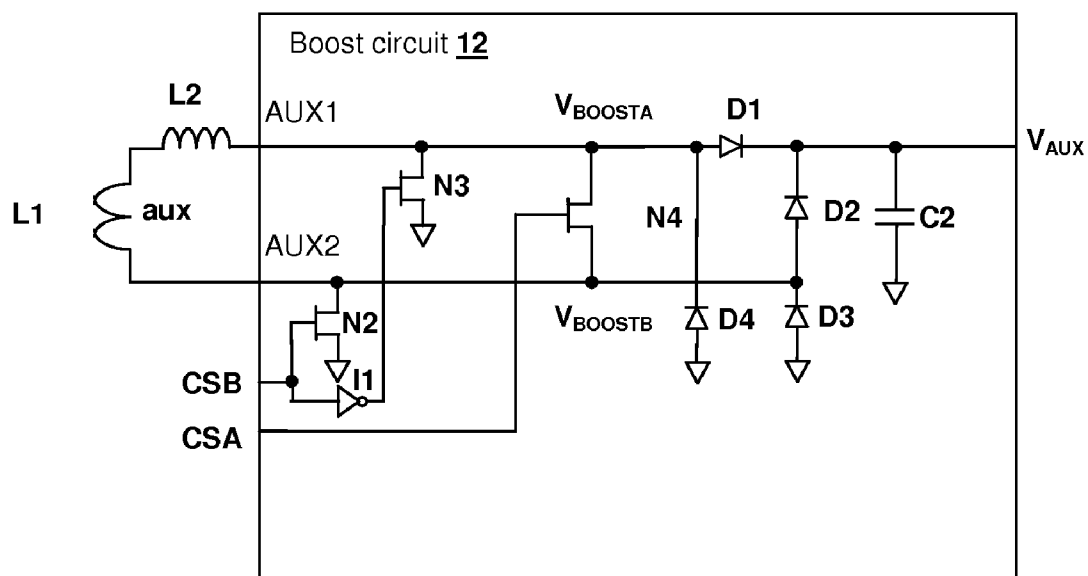 Boost circuit 12
L2
AUX1
VBOOSTA
D1
VAUX
L1
aux
N3
N4
D2
C2
AUX2
N2
VBOOSTB
D4
D3
CSB
I1
CSA